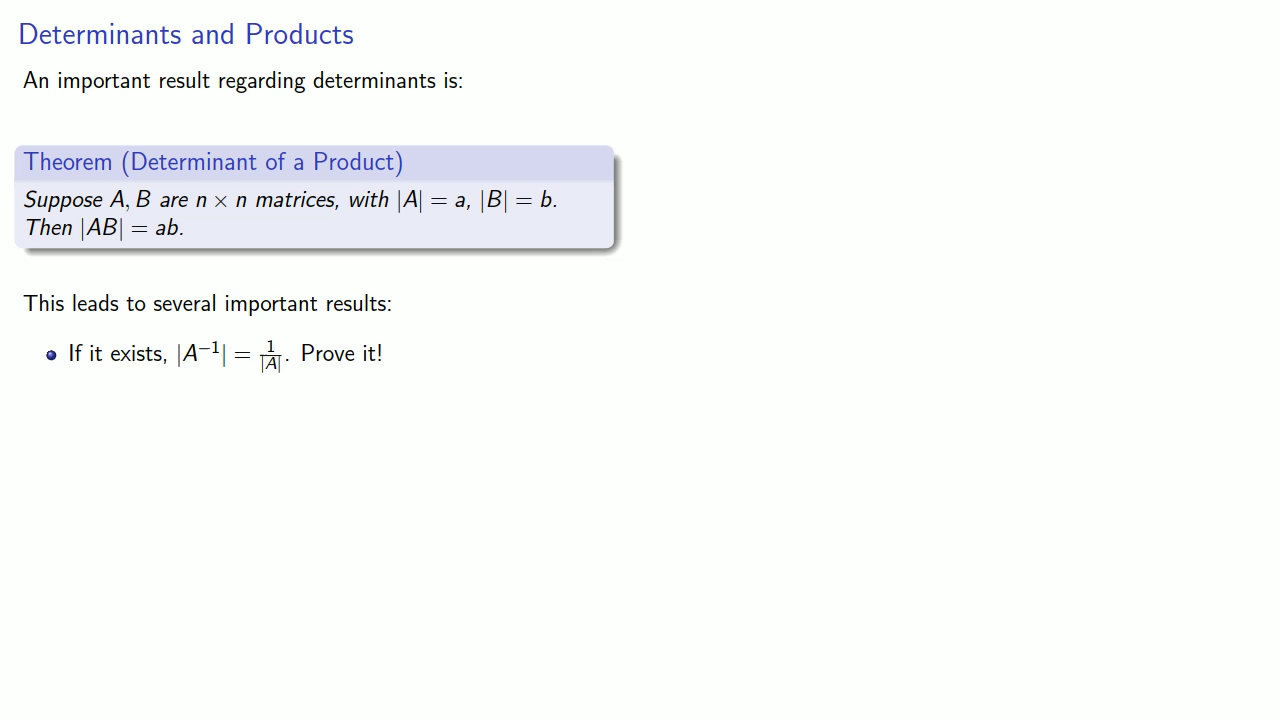 Determinants and Products
An important result regarding determinants is:
Theorem (Determinant of a Product)
Suppose A, B are n × n matrices, with |A| = a, |B| = b.
Then |AB| = ab.
This leads to several important results:
If it exists, |A⁻¹| = 1/|A|. Prove it!